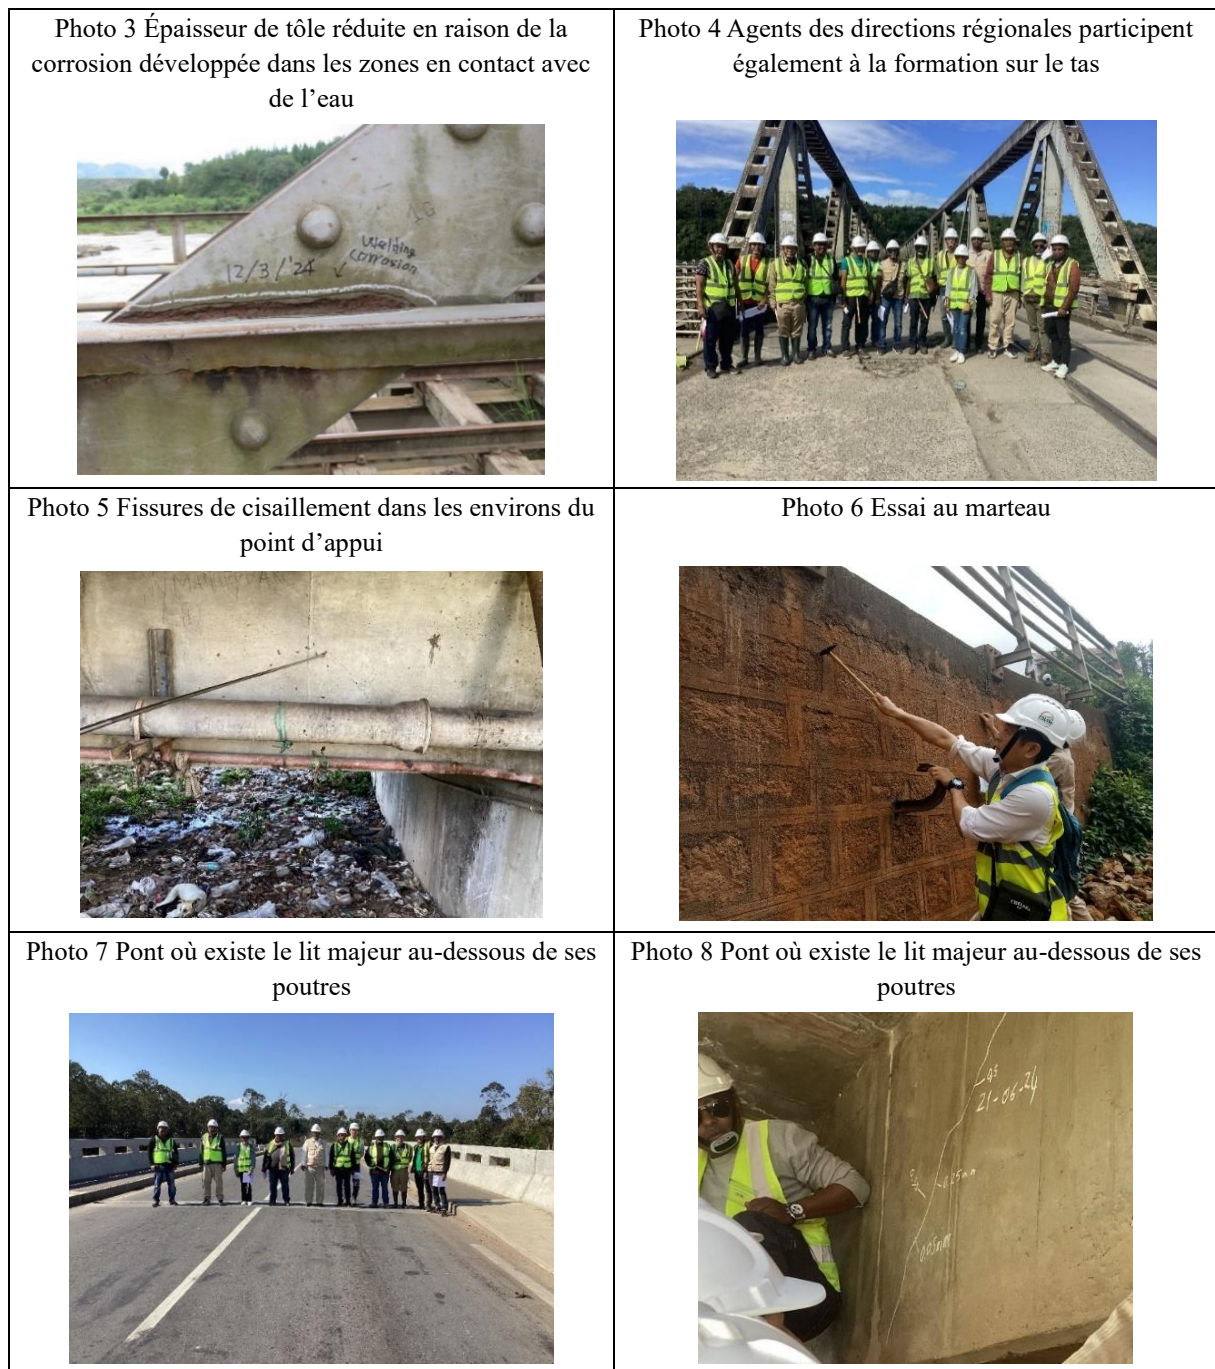 Photo 3 Épaisseur de tôle réduite en raison de la
corrosion développée dans les zones en contact avec
de l'eau
12/3/'24
Welding
corrosion
Photo 4 Agents des directions régionales participent
également à la formation sur le tas
Photo 5 Fissures de cisaillement dans les environs du
point d'appui
Photo 6 Essai au marteau
Photo 7 Pont où existe le lit majeur au-dessous de ses
poutres
Photo 8 Pont où existe le lit majeur au-dessous de ses
poutres
21-06-24